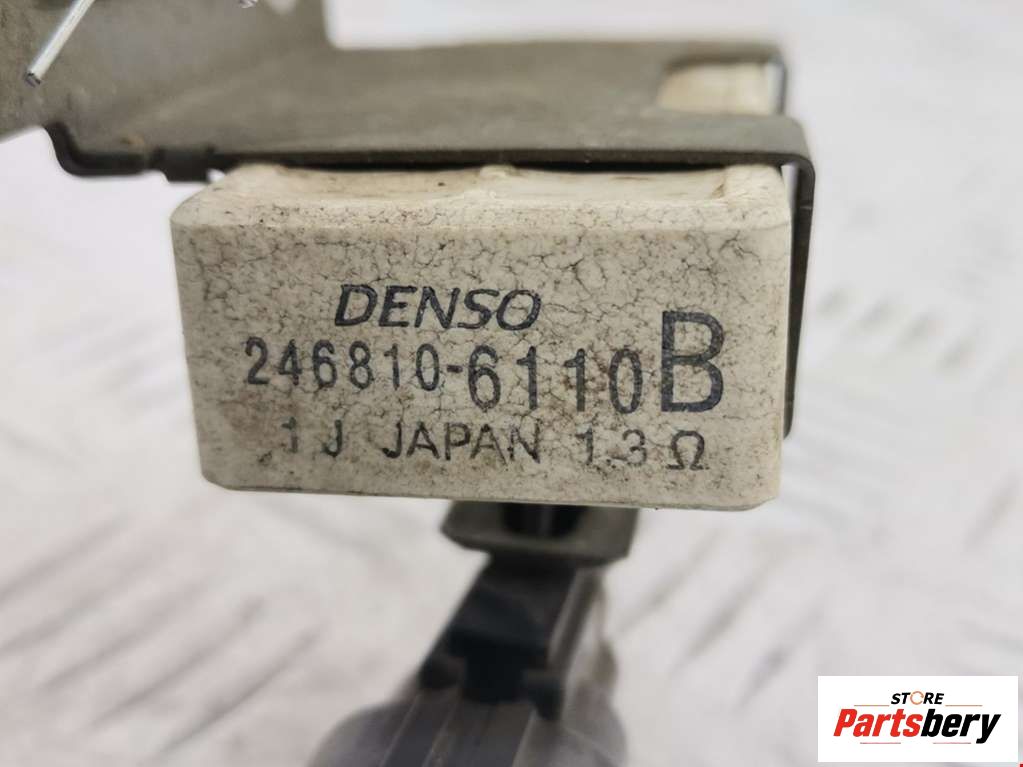 DENSO
246810-6110B
1J JAPAN 1.3Ω
STORE
Partsbery